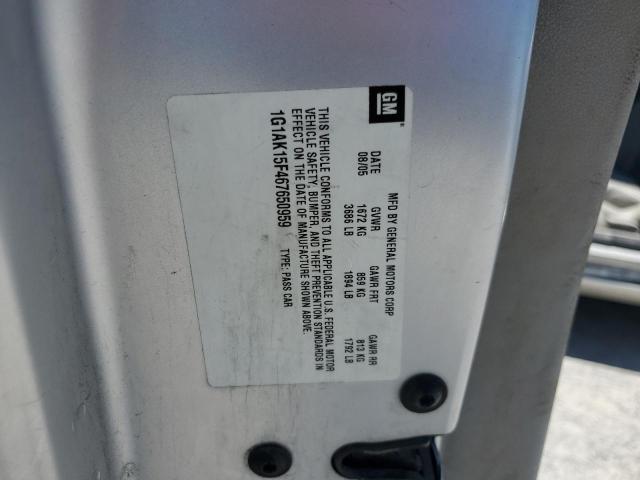 GM
MFD BY GENERAL MOTORS CORP
DATE GVWR GAWR FRT GAWR RR
08/05 1672 KG 859 KG 813 KG
3686 LB 1894 LB 1792 LB
THIS VEHICLE CONFORMS TO ALL APPLICABLE U.S. FEDERAL MOTOR
VEHICLE SAFETY, BUMPER, AND THEFT PREVENTION STANDARDS IN
EFFECT ON THE DATE OF MANUFACTURE SHOWN ABOVE.
1G1AK15F467650959 TYPE: PASS CAR